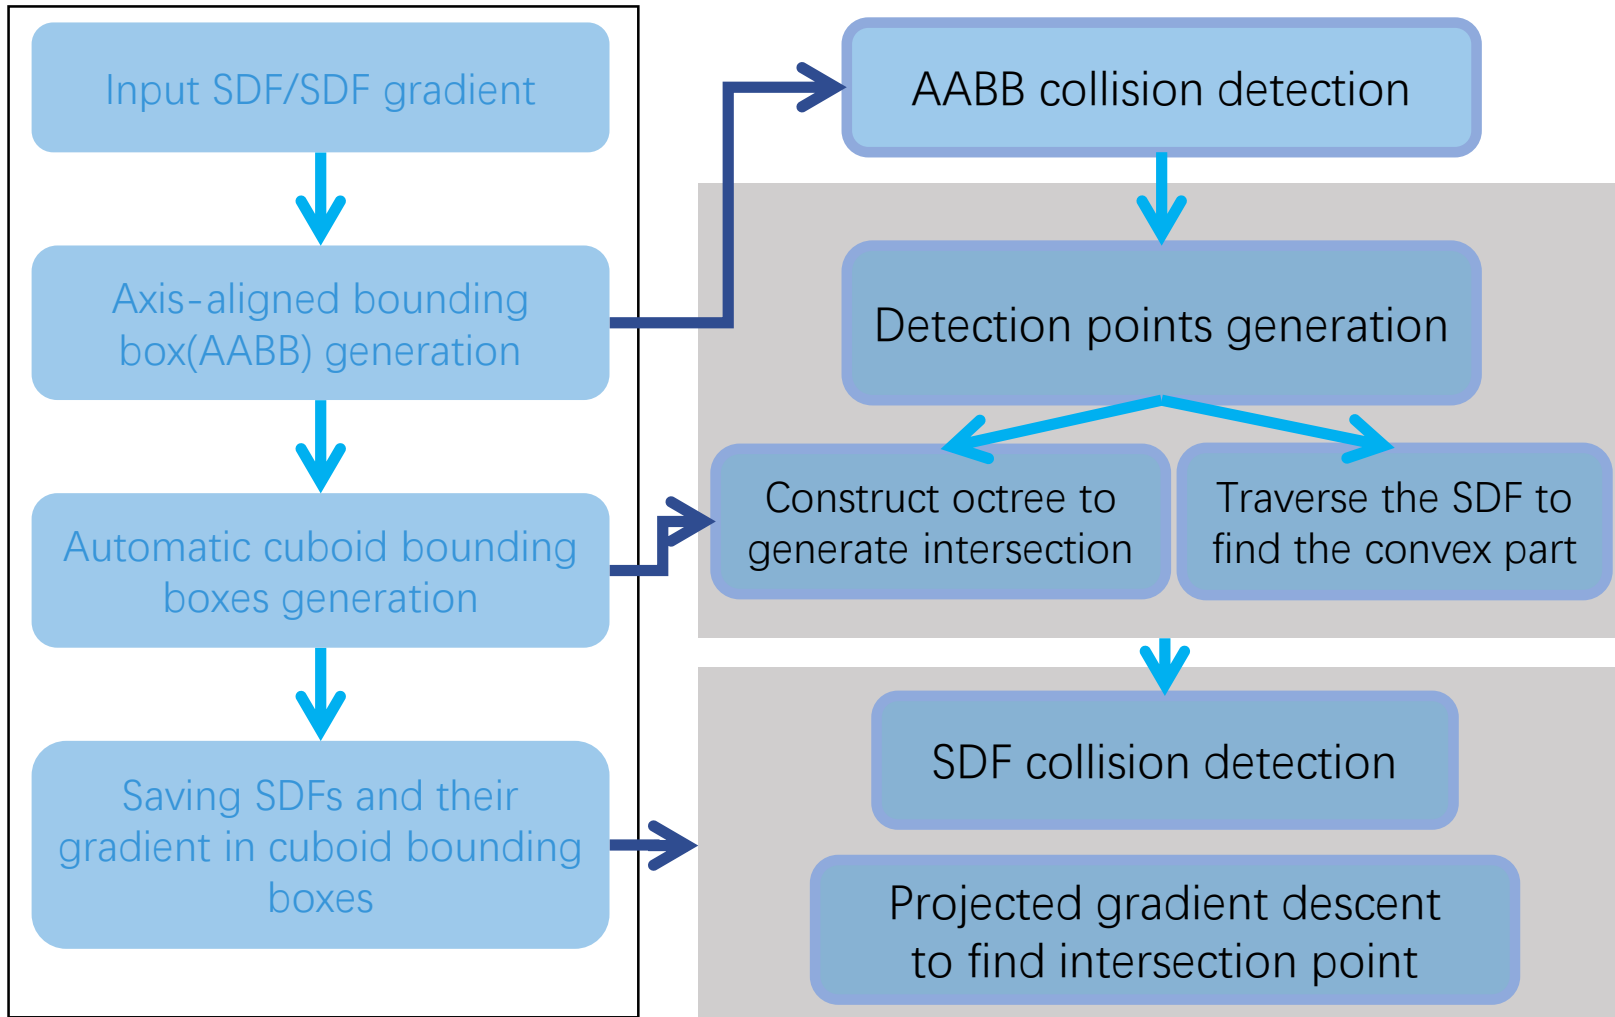 Input SDF/SDF gradient
Axis-aligned bounding
box(AABB) generation
Automatic cuboid bounding
boxes generation
Saving SDFs and their
gradient in cuboid bounding
boxes
AABB collision detection
Detection points generation
Construct octree to
generate intersection
Traverse the SDF to
find the convex part
SDF collision detection
Projected gradient descent
to find intersection point